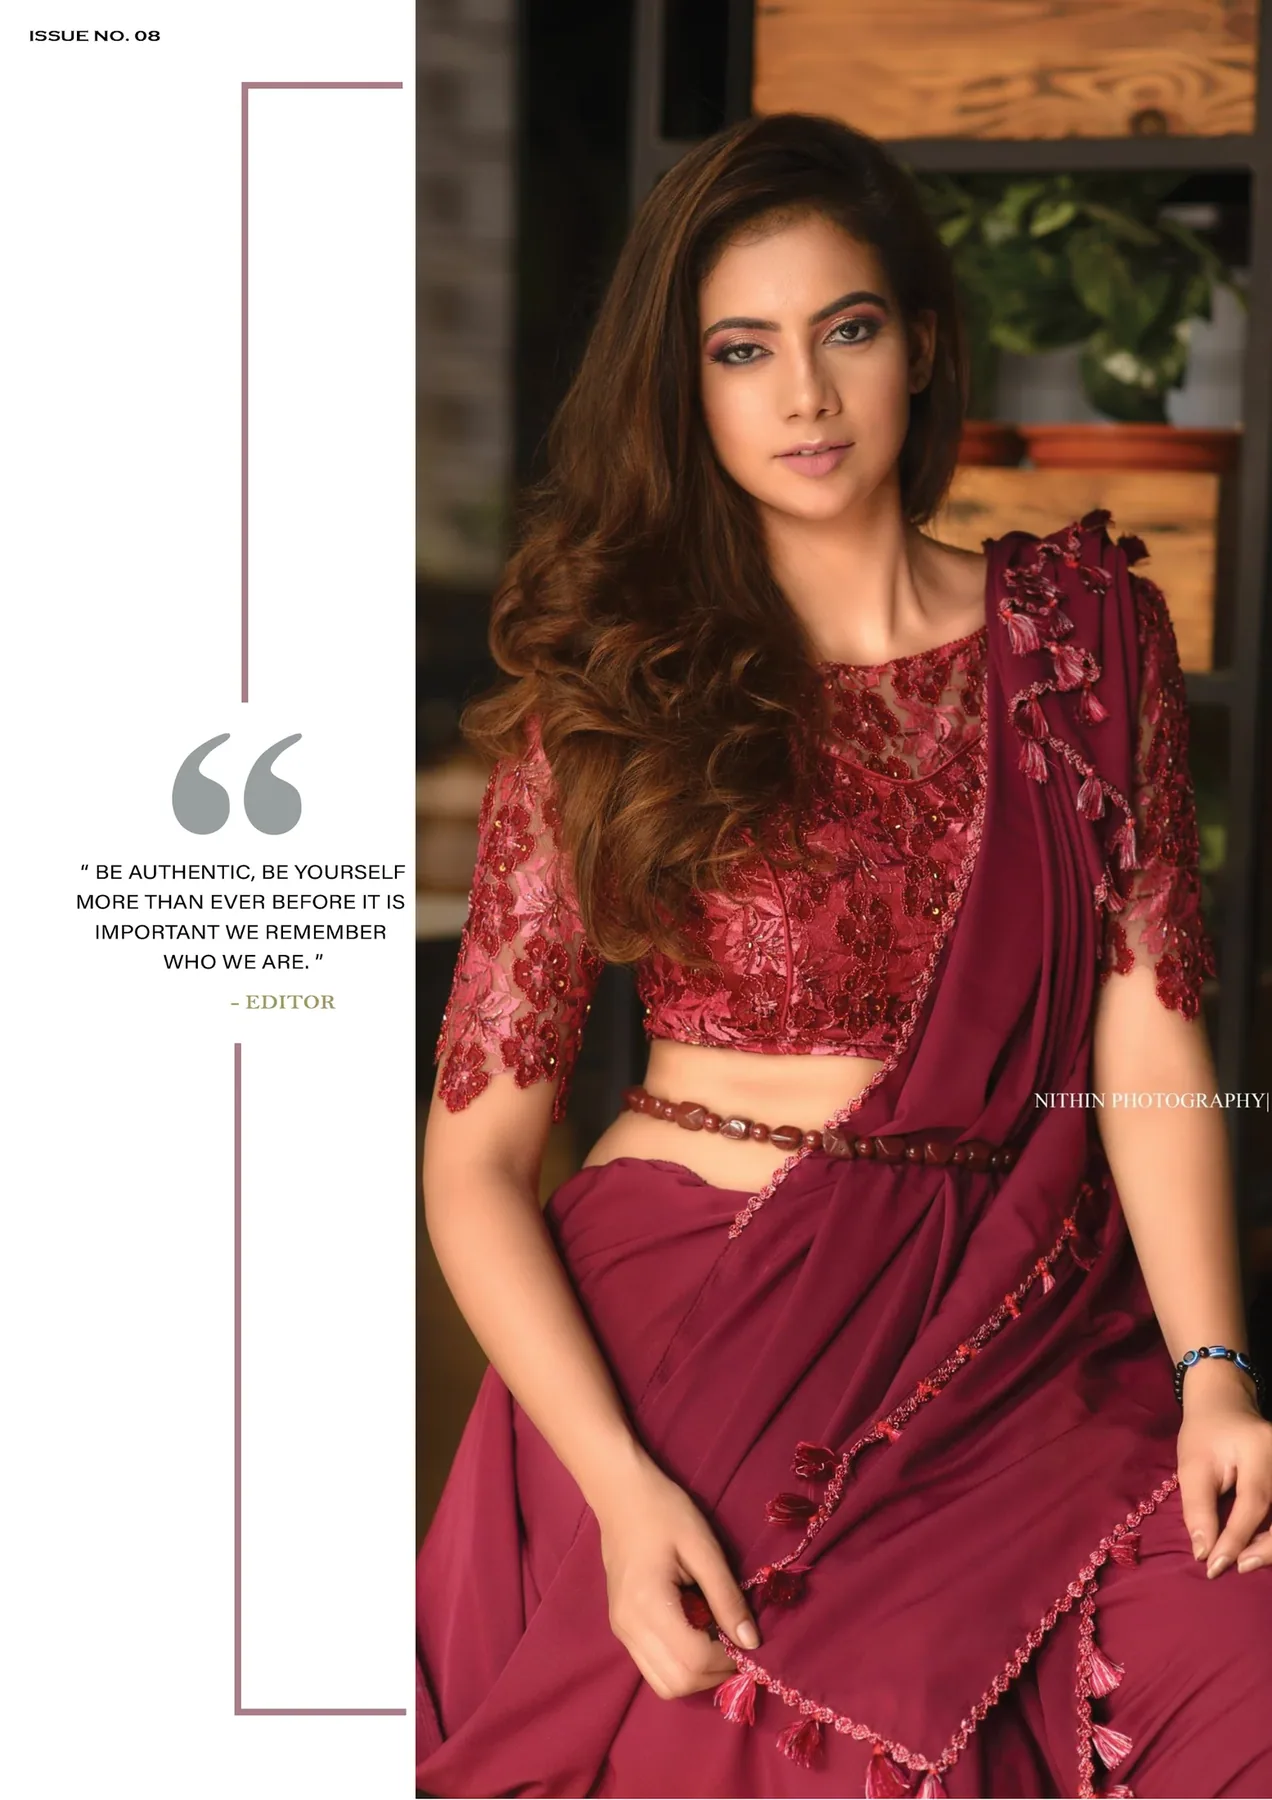 ISSUE NO. 08
" BE AUTHENTIC, BE YOURSELF
MORE THAN EVER BEFORE IT IS
IMPORTANT WE REMEMBER
WHO WE ARE. "
- EDITOR
NITHIN PHOTOGRAPHY|